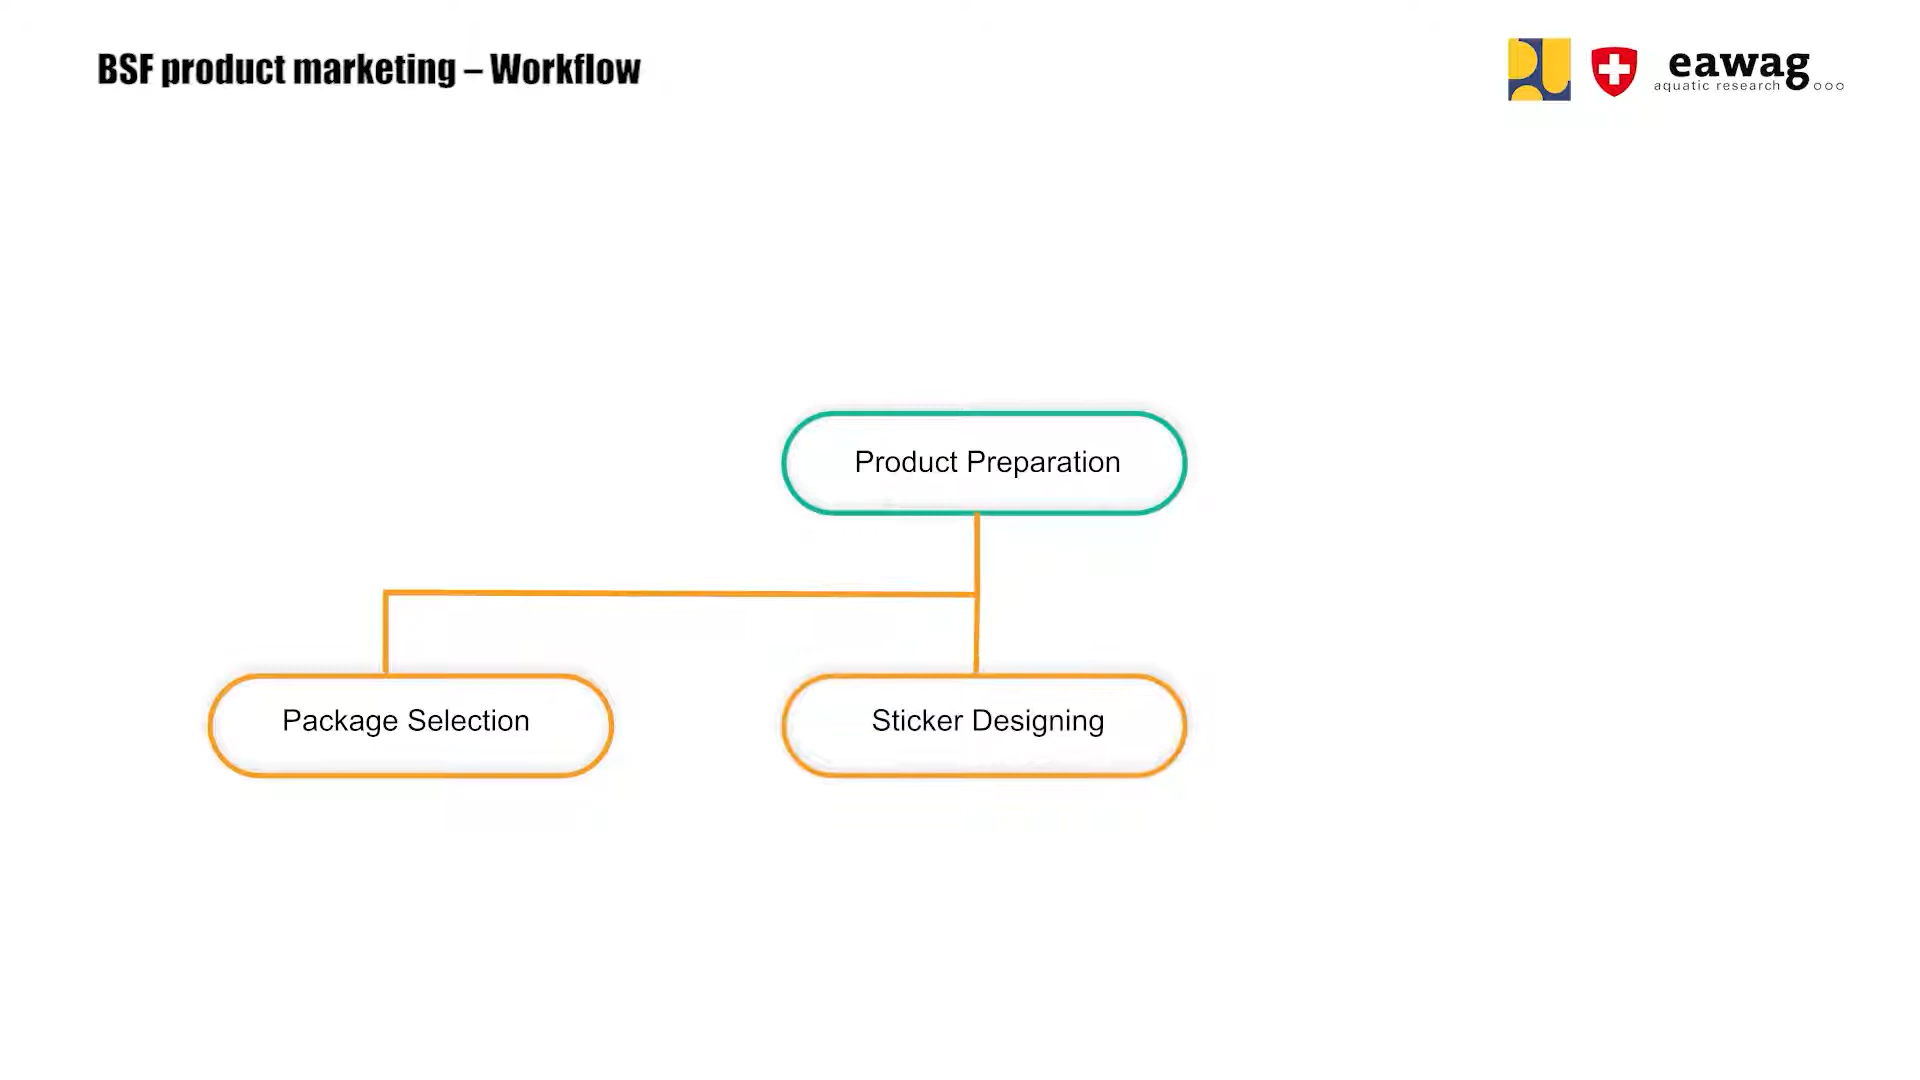 BSF product marketing – Workflow
eawag
aquatic research
Product Preparation
Package Selection
Sticker Designing